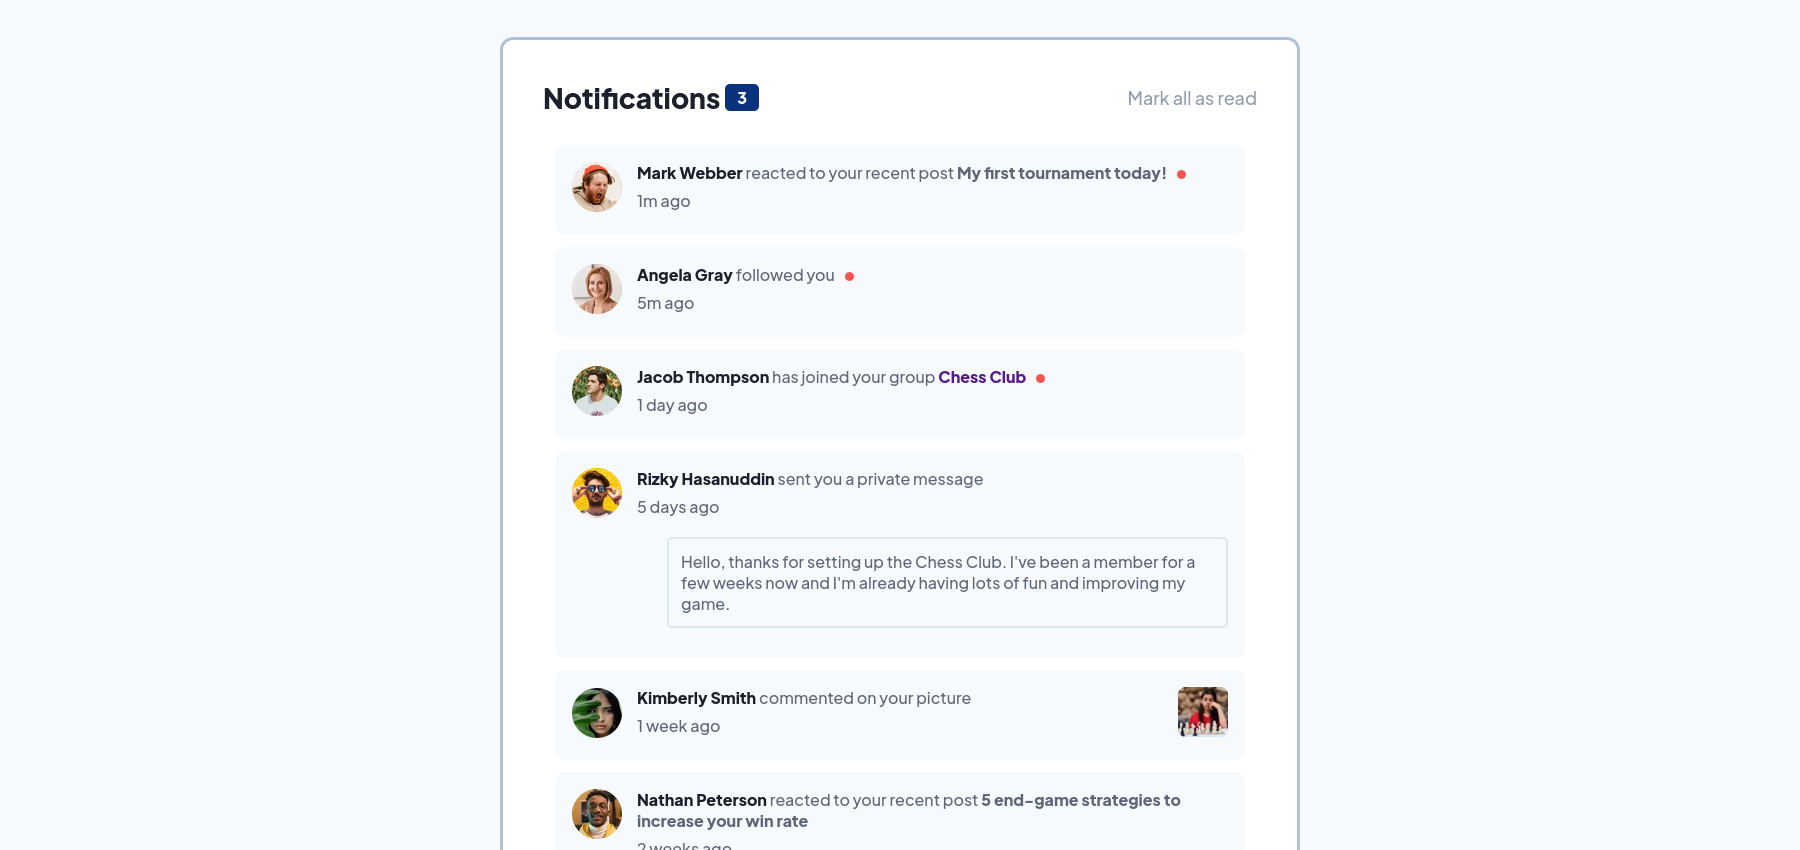 Notifications 3
Mark all as read
Mark Webber reacted to your recent post My first tournament today!
1m ago
Angela Gray followed you
5m ago
Jacob Thompson has joined your group Chess Club
1 day ago
Rizky Hasanuddin sent you a private message
5 days ago
Hello, thanks for setting up the Chess Club. I've been a member for a
few weeks now and I'm already having lots of fun and improving my
game.
Kimberly Smith commented on your picture
1 week ago
Nathan Peterson reacted to your recent post 5 end-game strategies to
increase your win rate
2 weeks ago